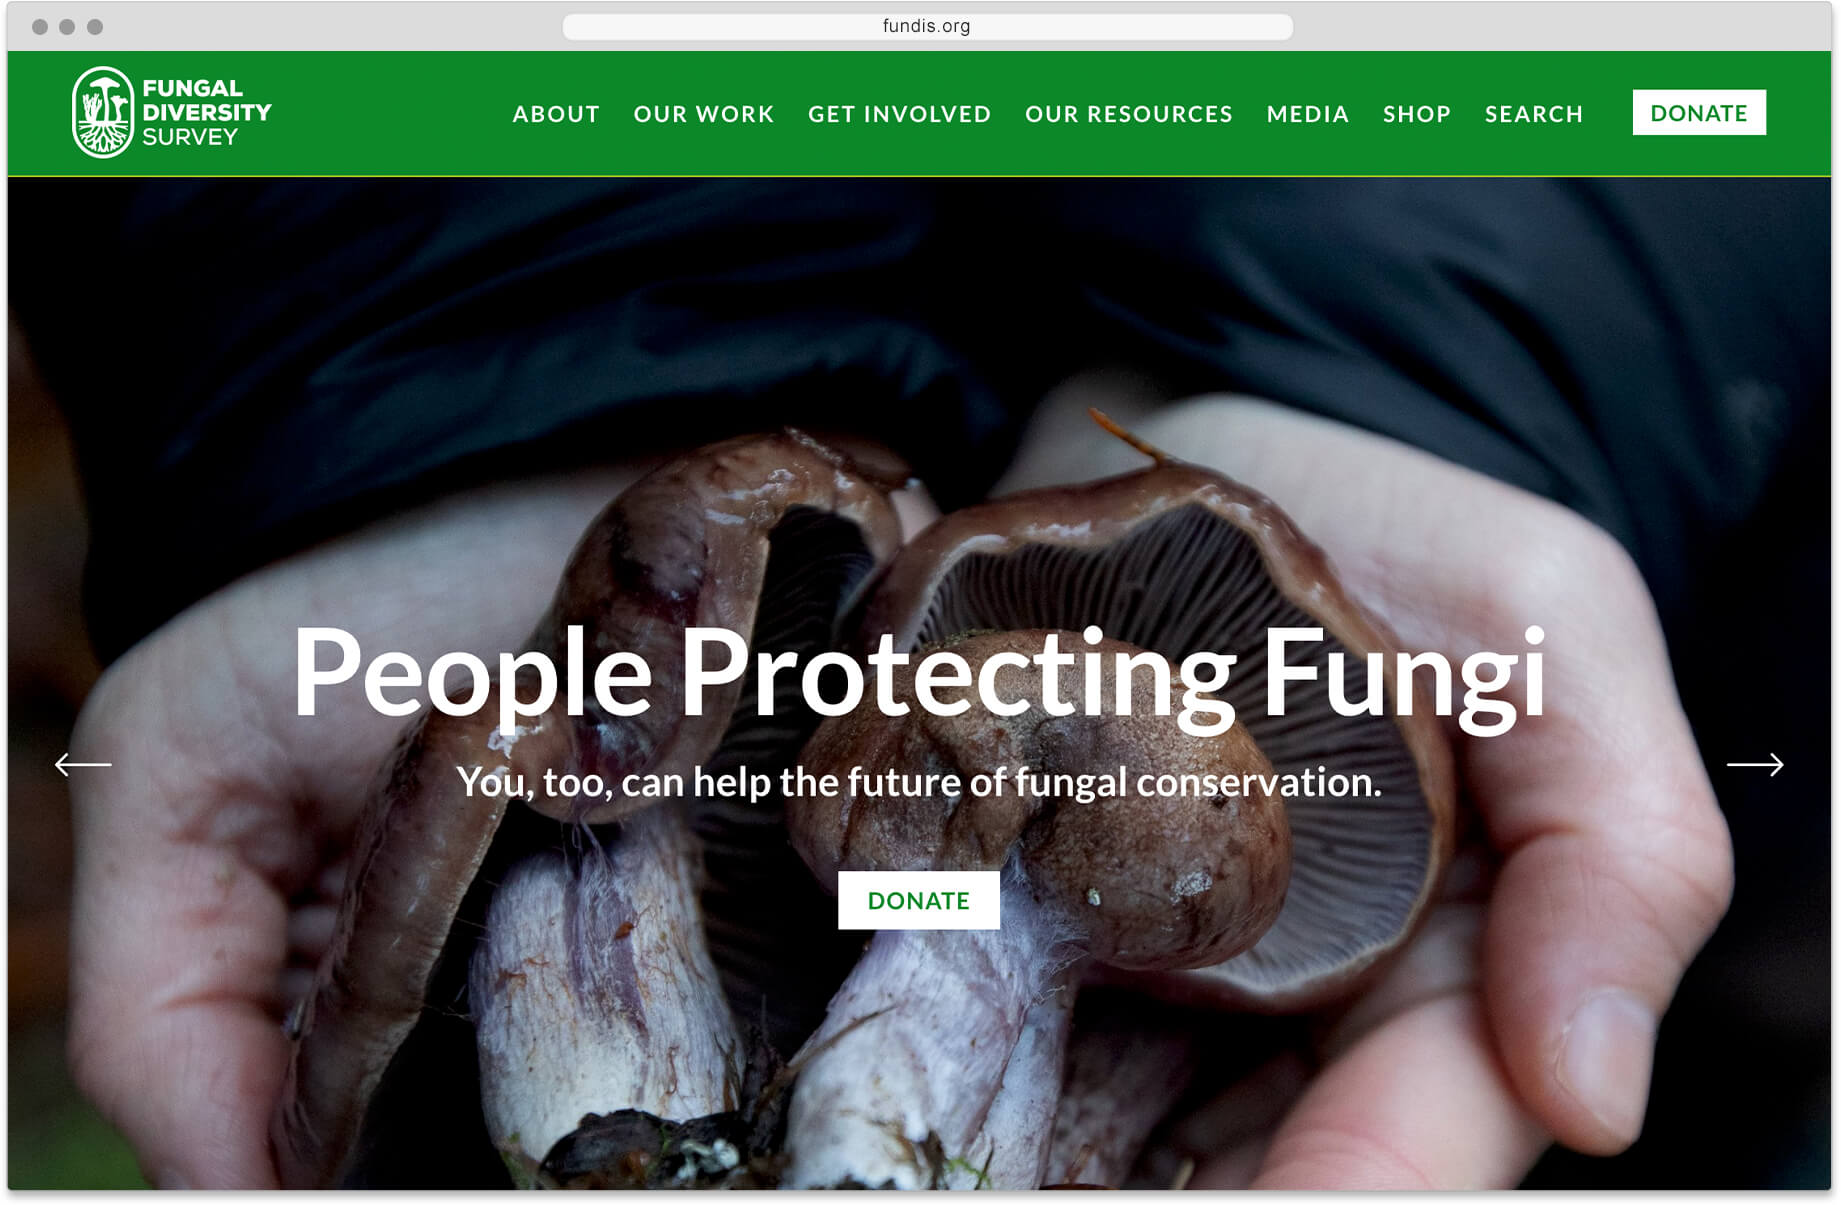 fundis.org
FUNGAL
DIVERSITY
SURVEY
ABOUT OUR WORK GET INVOLVED OUR RESOURCES MEDIA SHOP SEARCH DONATE
People Protecting Fungi
You, too, can help the future of fungal conservation.
DONATE